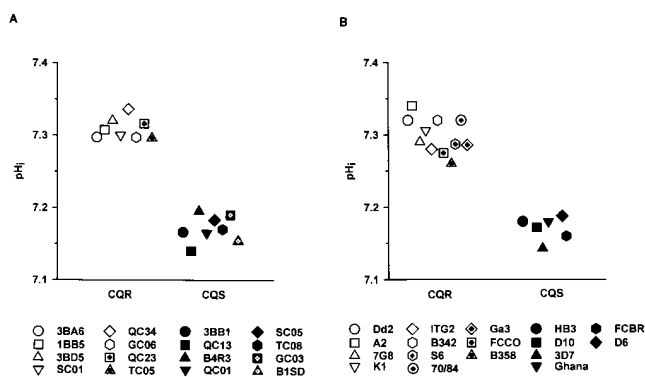 A
B
7.4
7.3
7.2
7.1
pHi
CQR
CQS
7.4
7.3
7.2
7.1
pHi
CQR
CQS
3BA6 QC34 3BB1 SC05
1BB5 GC06 QC13 TC08
3BD5 QC23 B4R3 GC03
SC01 TC05 QC01 B1SD
Dd2 ITG2 Ga3 HB3 FCBR
A2 B342 FCCO D10 D6
7G8 S6 B358 3D7
K1 70/84 Ghana